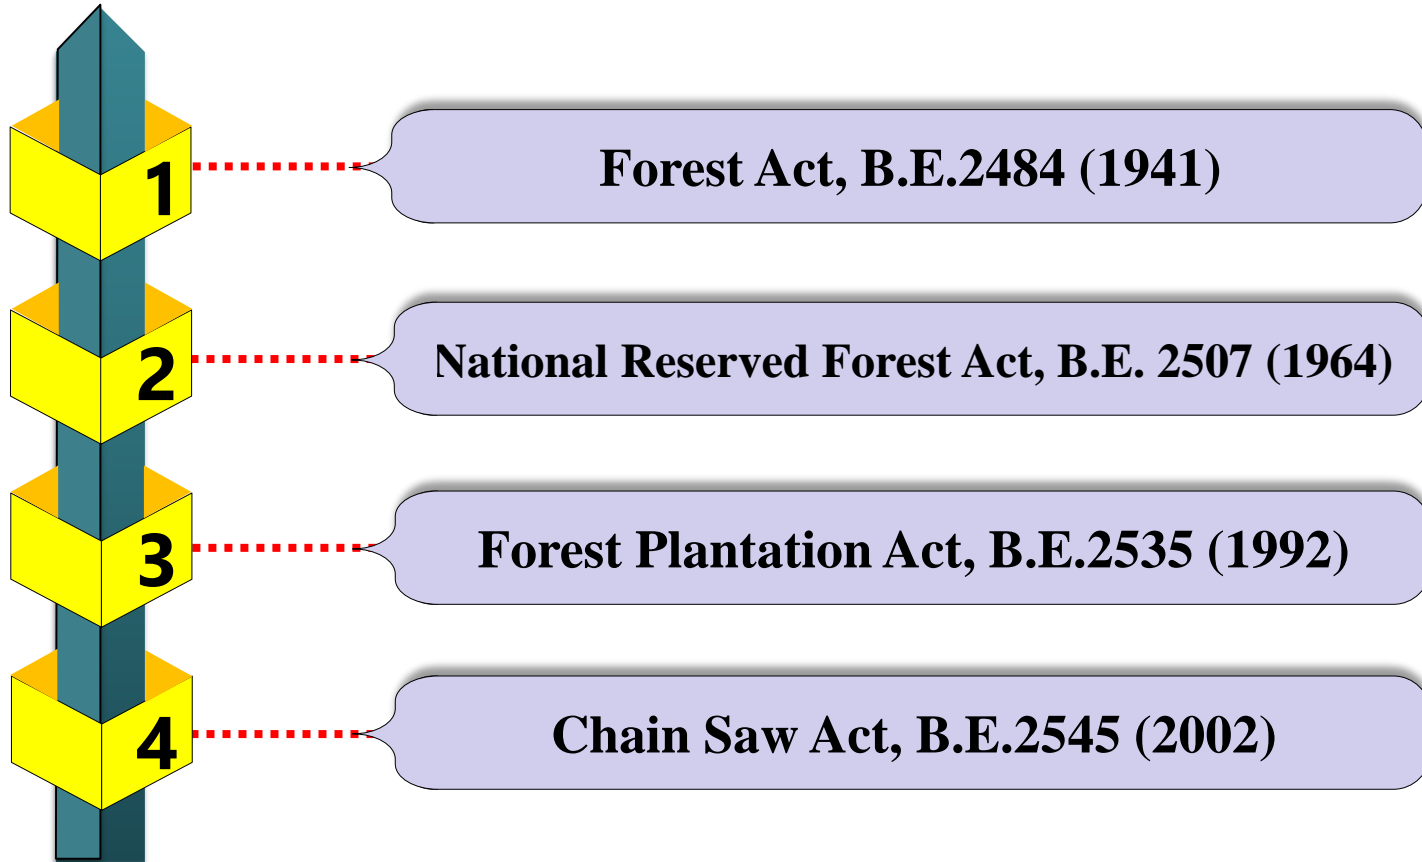 1
Forest Act, B.E.2484 (1941)
2
National Reserved Forest Act, B.E. 2507 (1964)
3
Forest Plantation Act, B.E.2535 (1992)
4
Chain Saw Act, B.E.2545 (2002)